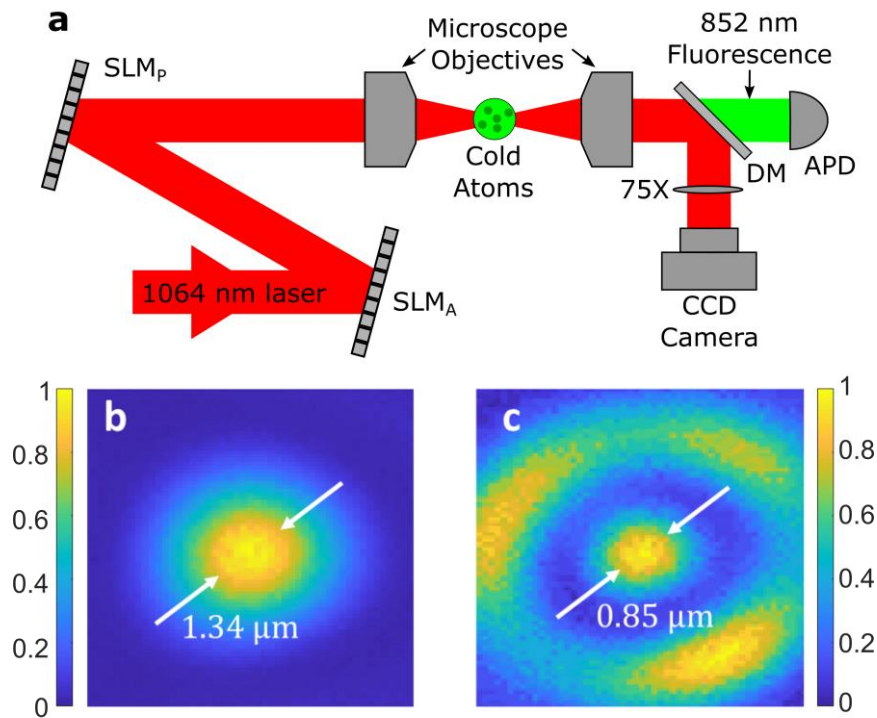 a
SLM_P
Microscope
Objectives
852 nm
Fluorescence
Cold
Atoms
DM
APD
75X
1064 nm laser
SLM_A
CCD
Camera
b
1.34 μm
1
0.8
0.6
0.4
0.2
0
c
0.85 μm
1
0.8
0.6
0.4
0.2
0